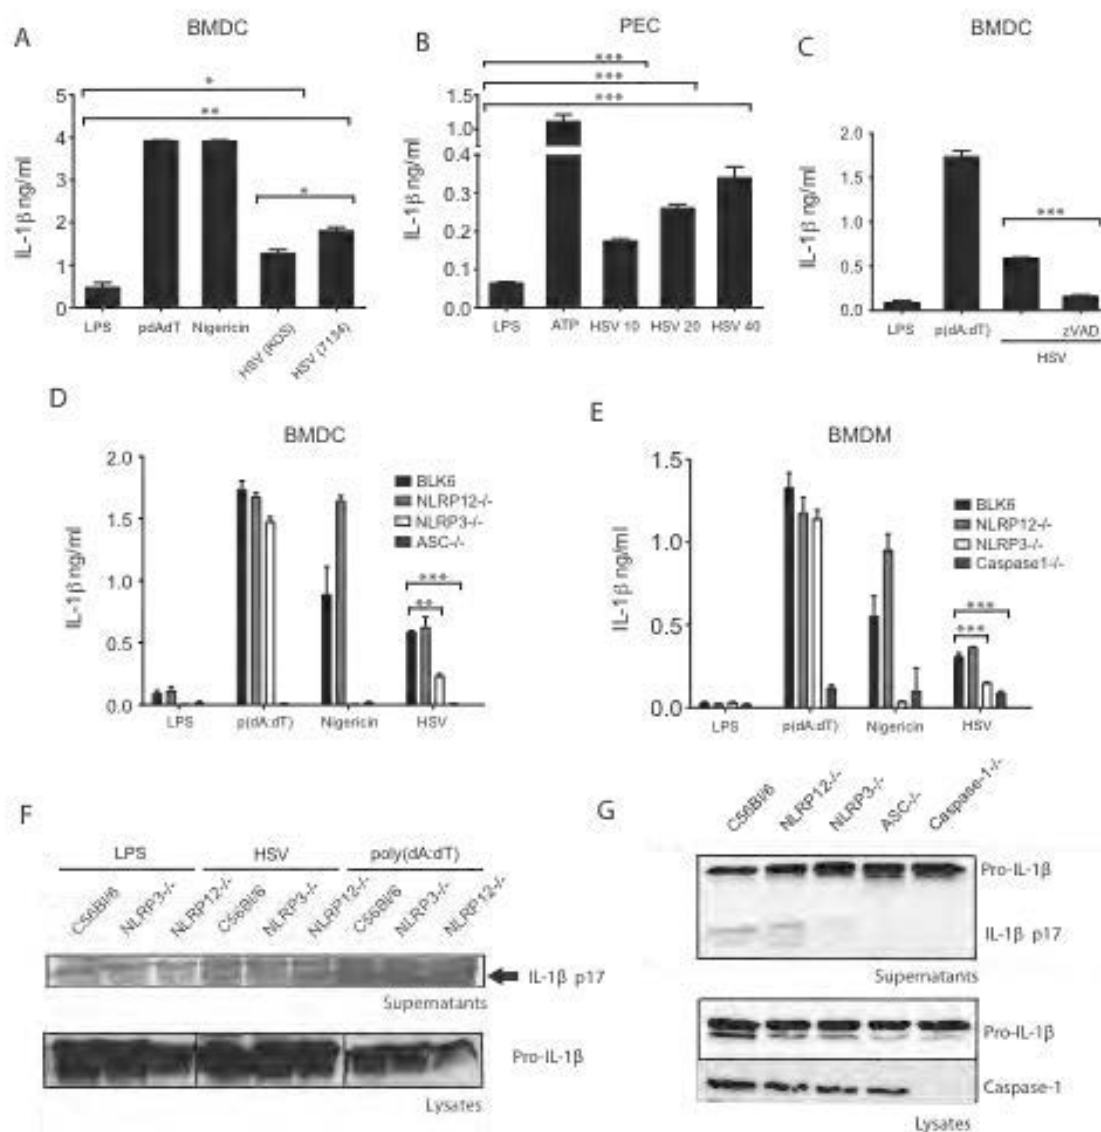 A
BMDC
IL-1β ng/ml
5
4
3
2
1
0
*
**
*
LPS
pdAdT
Nigericin
HSV (KOS)
HSV (7134)
B
PEC
IL-1β ng/ml
1.5
1.0
0.4
0.3
0.2
0.1
0.0
***
***
***
LPS
ATP
HSV 10
HSV 20
HSV 40
C
BMDC
IL-1β ng/ml
2.0
1.5
1.0
0.5
0.0
***
LPS
p(dA:dT)
zVAD
HSV
D
BMDC
IL-1β ng/ml
2.0
1.5
1.0
0.5
0.0
BLK6
NLRP12-/-
NLRP3-/-
ASC-/-
***
**
LPS
p(dA:dT)
Nigericin
HSV
E
BMDM
IL-1β ng/ml
1.5
1.0
0.5
0.0
BLK6
NLRP12-/-
NLRP3-/-
Caspase1-/-
***
***
LPS
p(dA:dT)
Nigericin
HSV
F
LPS
HSV
poly(dA:dT)
C56Bl/6
NLRP3-/-
NLRP12-/-
C56Bl/6
NLRP3-/-
NLRP12-/-
C56Bl/6
NLRP3-/-
NLRP12-/-
IL-1β p17
Supernatants
Pro-IL-1β
Lysates
G
C56Bl/6
NLRP12-/-
NLRP3-/-
ASC-/-
Caspase-1-/-
Pro-IL-1β
IL-1β p17
Supernatants
Pro-IL-1β
Caspase-1
Lysates